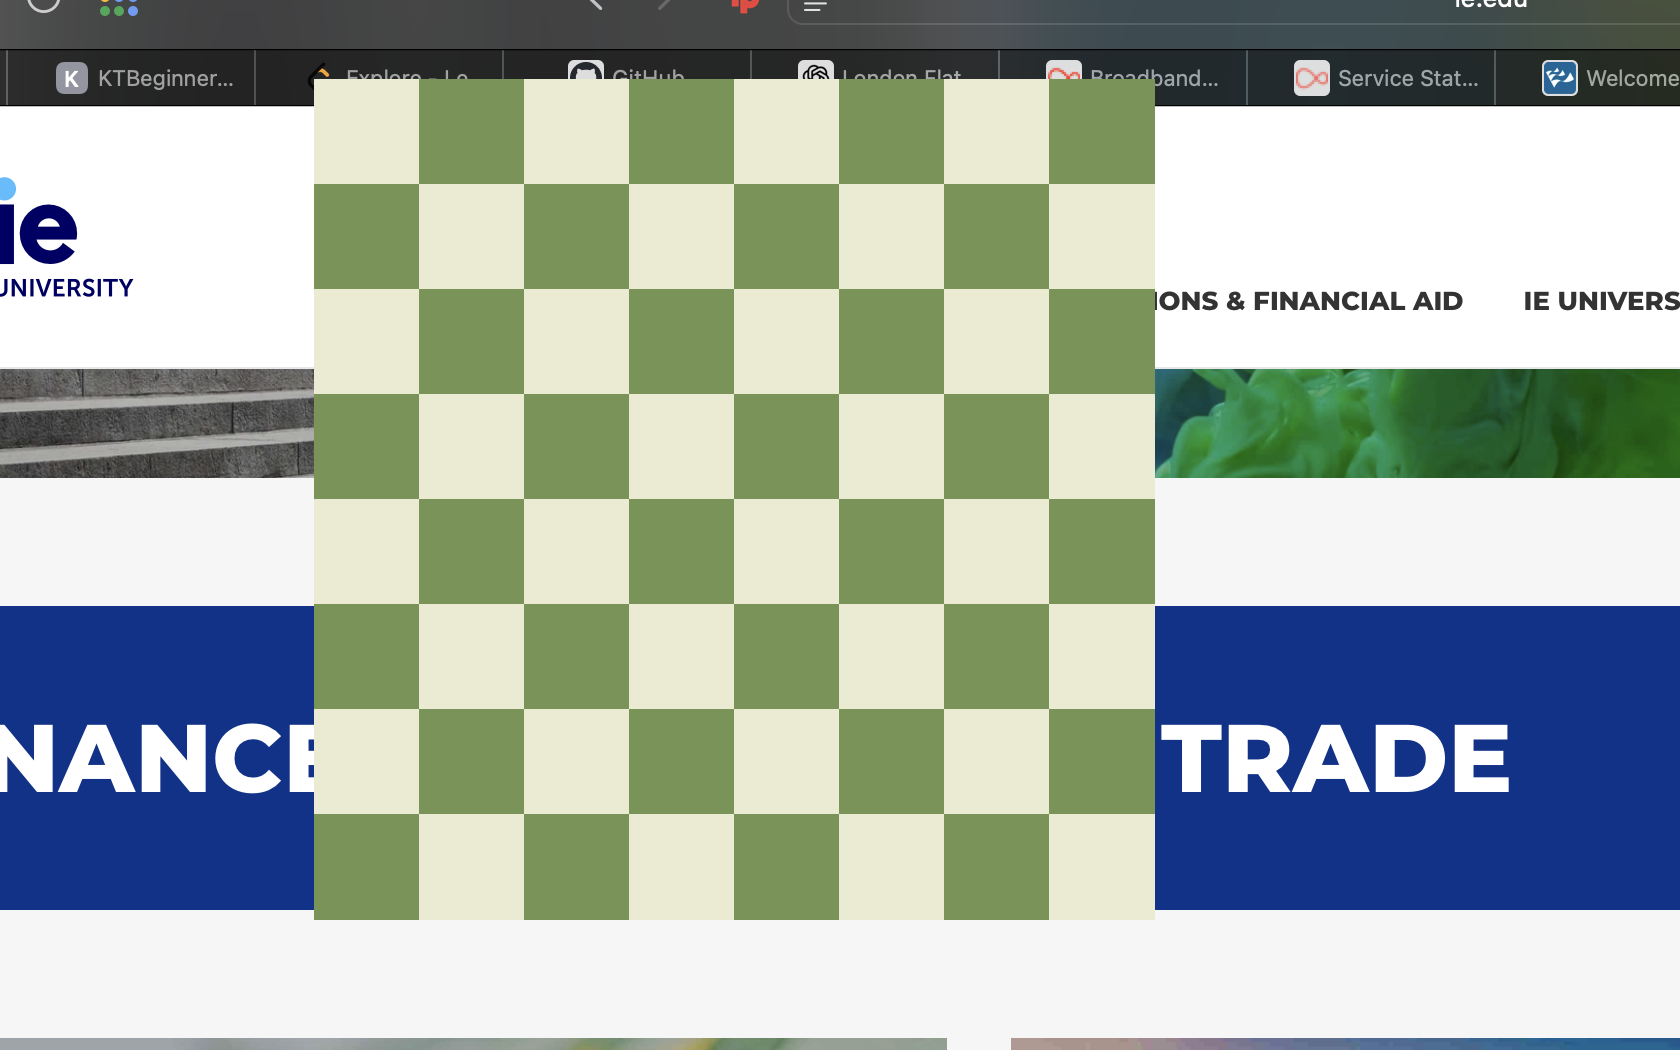 ie.edu
KTBeginner...
Explore - Le
GitHub
London Flat
Broadband...
Service Stat...
Welcome
ie
UNIVERSITY
IONS & FINANCIAL AID
IE UNIVERS
NANCE
TRADE